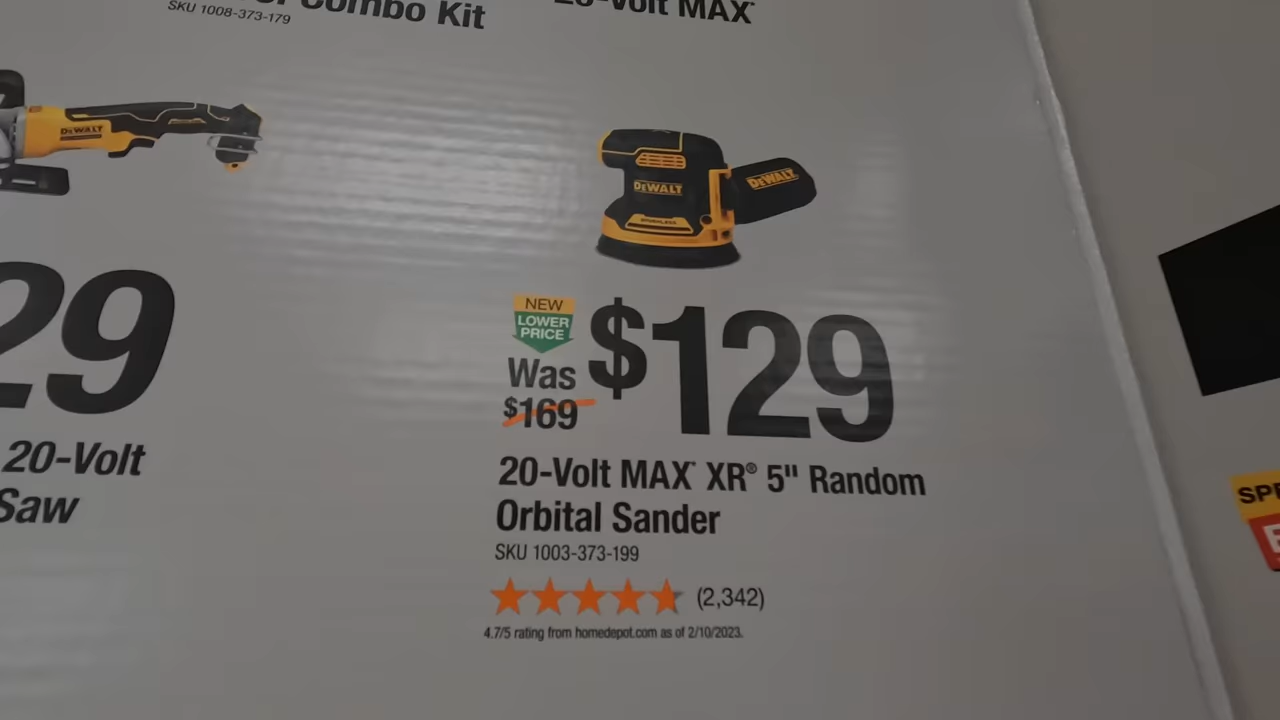 Combo Kit
SKU 1008-373-179
20-Volt MAX
DEWALT
DEWALT
DEWALT
29
20-Volt
Saw
NEW
LOWER
PRICE
Was
$169
$129
20-Volt MAX* XR® 5" Random
Orbital Sander
SKU 1003-373-199
(2,342)
4.7/5 rating from homedepot.com as of 2/10/2023.